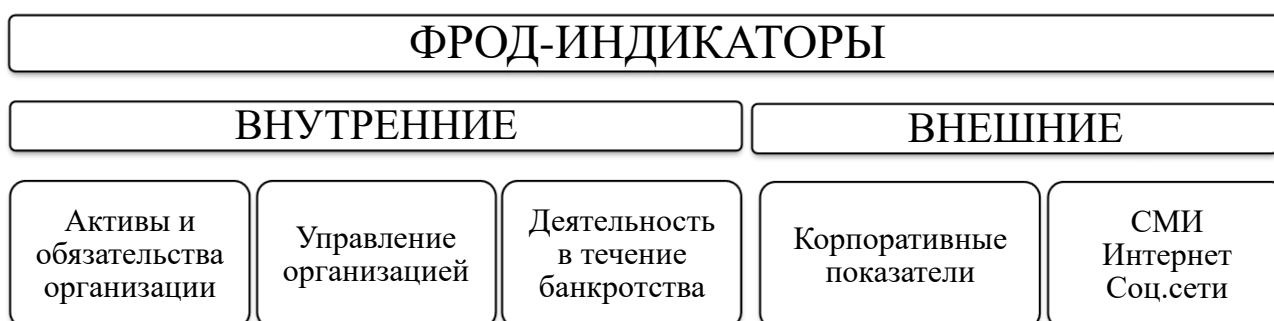 ФРОД-ИНДИКАТОРЫ
ВНУТРЕННИЕ
ВНЕШНИЕ
Активы и
обязательства
организации
Управление
организацией
Деятельность
в течение
банкротства
Корпоративные
показатели
СМИ
Интернет
Соц.сети